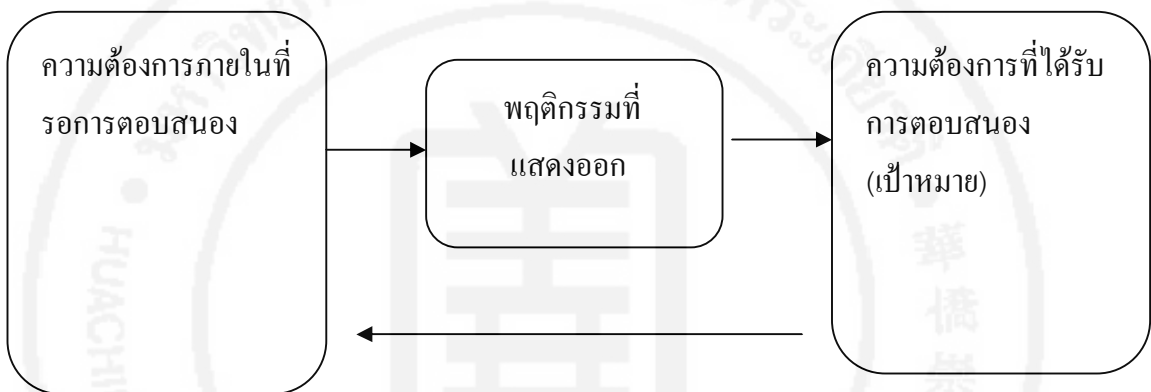 ความต้องการภายในที่
รอการตอบสนอง
พฤติกรรมที่
แสดงออก
ความต้องการที่ได้รับ
การตอบสนอง
(เป้าหมาย)